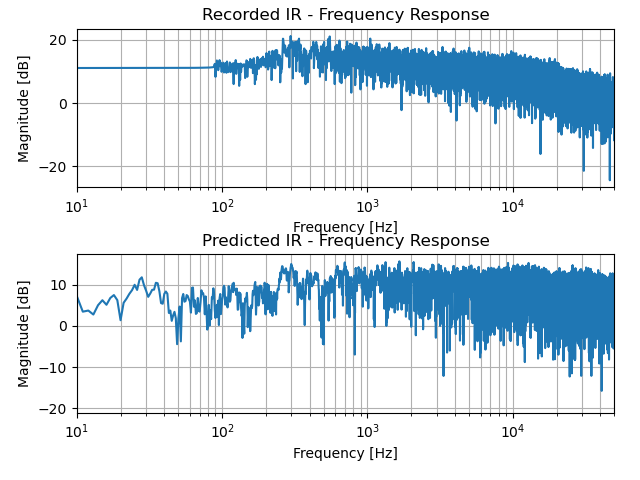 Recorded IR - Frequency Response
Magnitude [dB]
20
0
−20
10¹
10²
10³
10⁴
Frequency [Hz]
Predicted IR - Frequency Response
Magnitude [dB]
10
0
−10
−20
10¹
10²
10³
10⁴
Frequency [Hz]